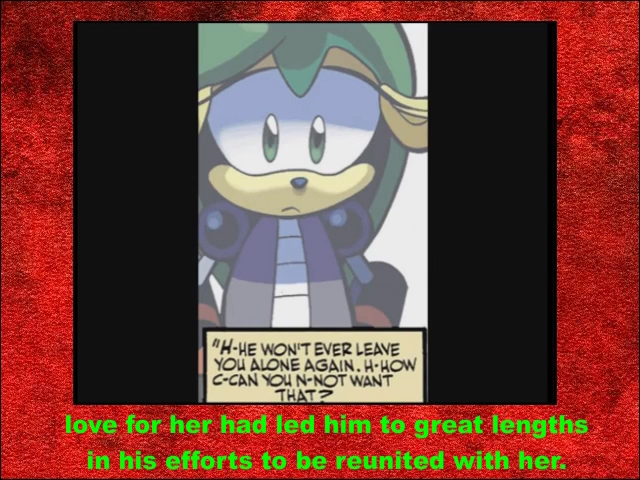 "H-HE WON'T EVER LEAVE
YOU ALONE AGAIN. H-HOW
C-CAN YOU N-NOT WANT
THAT?
love for her had led him to great lengths
in his efforts to be reunited with her.